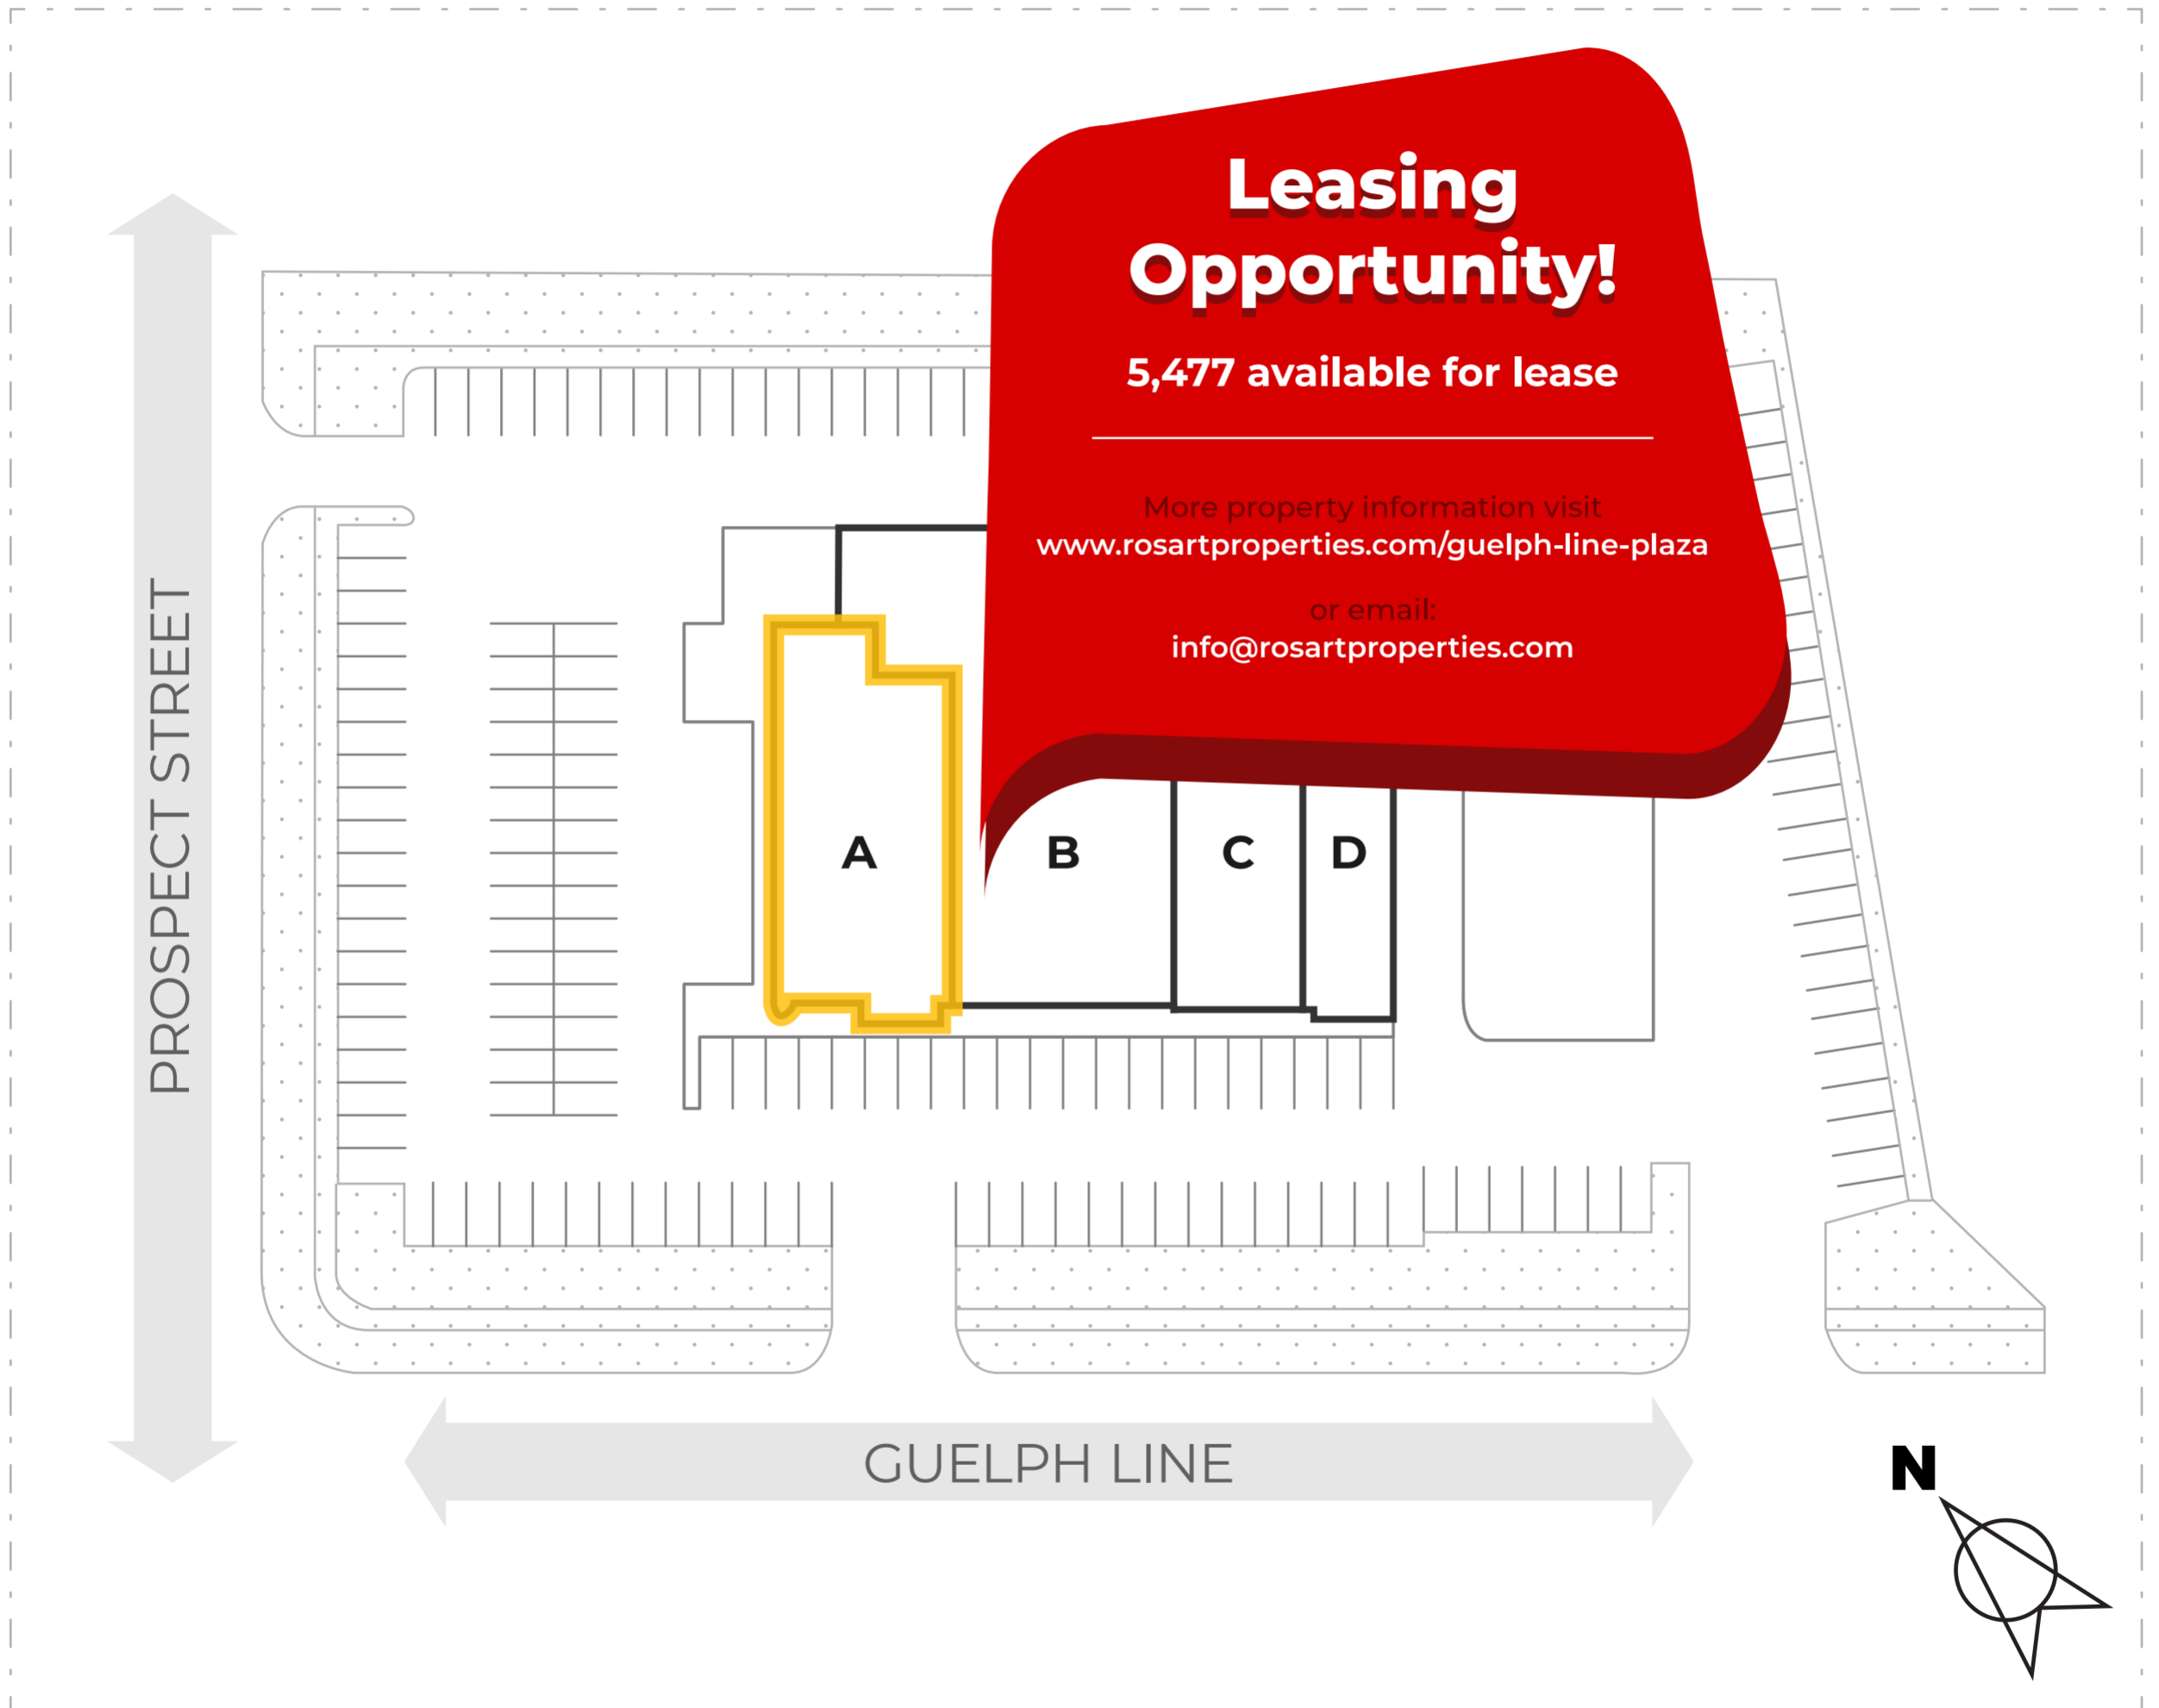 Leasing
Opportunity!
5,477 available for lease
More property information visit
www.rosartproperties.com/guelph-line-plaza
or email:
info@rosartproperties.com
PROSPECT STREET
A
B
C
D
GUELPH LINE
N